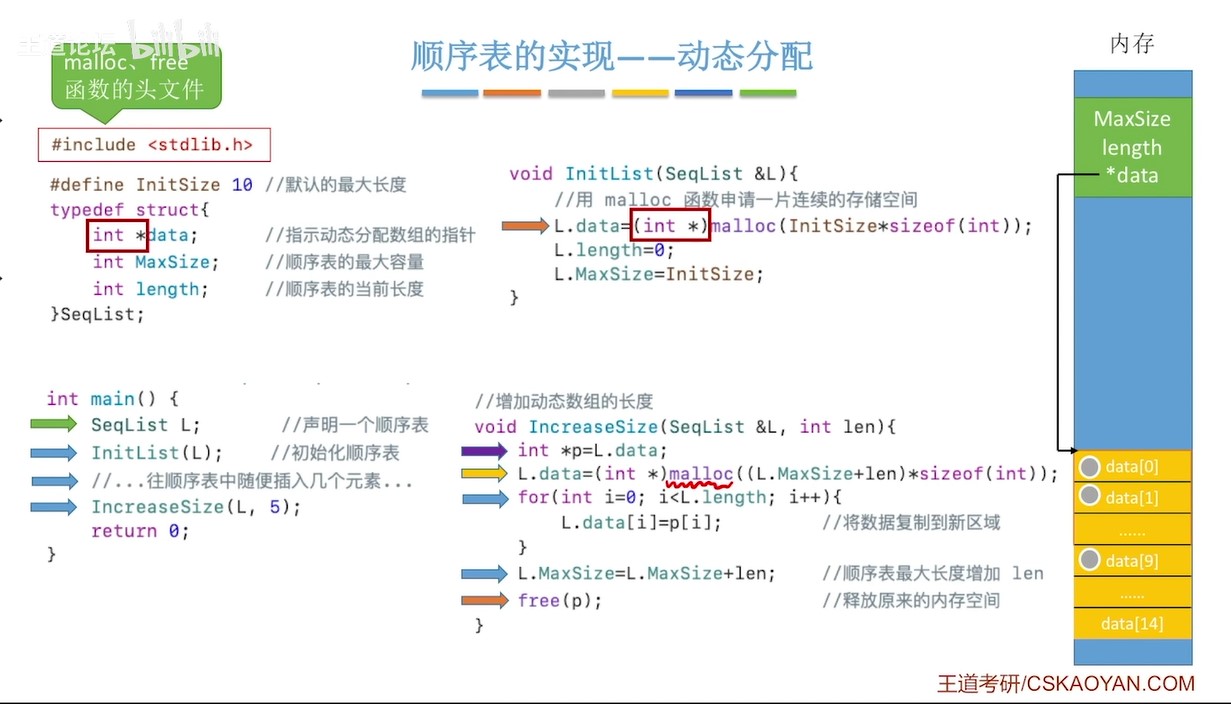 王道论坛 bilibili
malloc、free
函数的头文件
顺序表的实现——动态分配
#include <stdlib.h>
#define InitSize 10 //默认的最大长度
typedef struct{
int *data; //指示动态分配数组的指针
int MaxSize; //顺序表的最大容量
int length; //顺序表的当前长度
}SeqList;
void InitList(SeqList &L){
//用 malloc 函数申请一片连续的存储空间
L.data=(int *)malloc(InitSize*sizeof(int));
L.length=0;
L.MaxSize=InitSize;
}
int main() {
SeqList L; //声明一个顺序表
InitList(L); //初始化顺序表
//...往顺序表中随便插入几个元素...
IncreaseSize(L, 5);
return 0;
}
//增加动态数组的长度
void IncreaseSize(SeqList &L, int len){
int *p=L.data;
L.data=(int *)malloc((L.MaxSize+len)*sizeof(int));
for(int i=0; i<L.length; i++){
L.data[i]=p[i]; //将数据复制到新区域
}
L.MaxSize=L.MaxSize+len; //顺序表最大长度增加 len
free(p); //释放原来的内存空间
}
内存
MaxSize
length
*data
data[0]
data[1]
......
data[9]
......
data[14]
王道考研/CSKAOYAN.COM